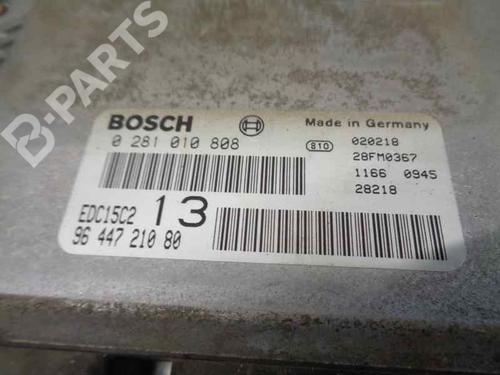 B-PARTS
BOSCH
Made in Germany
0 281 010 808
810
020218
28FM0367
1166 0945
28218
EDC15C2 13
96 447 210 80